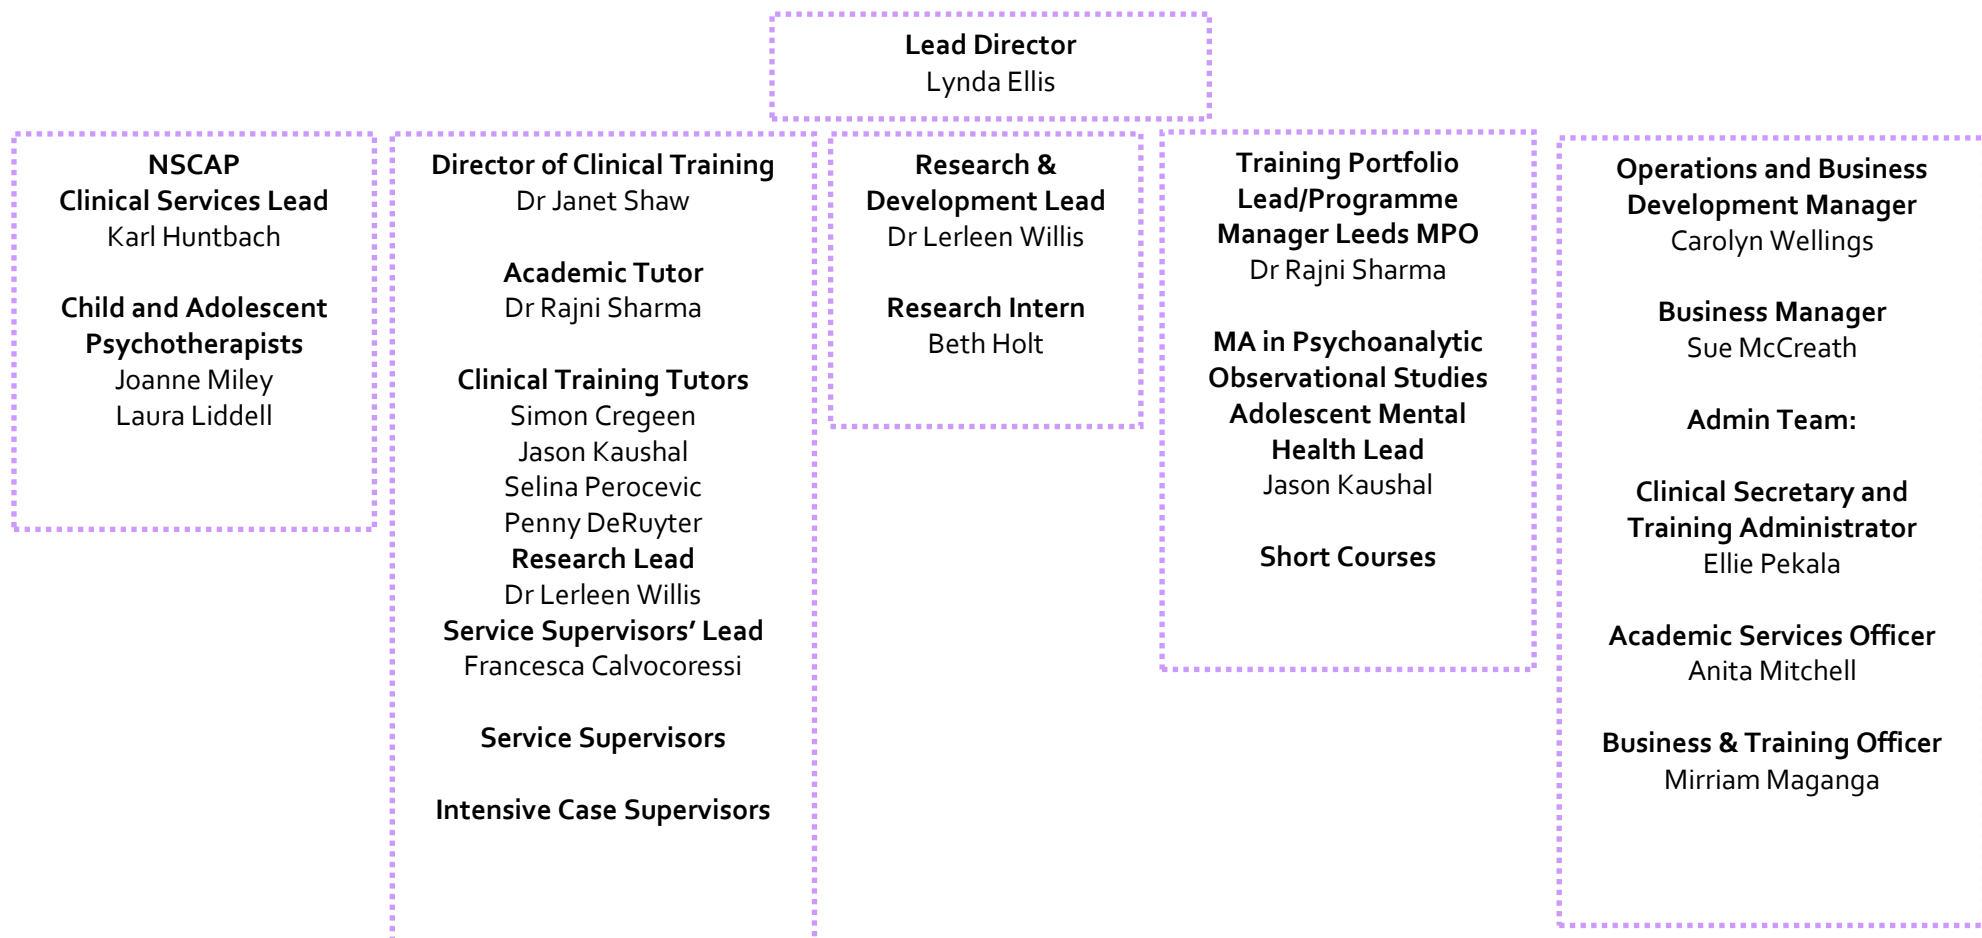 Lead Director
Lynda Ellis
NSCAP
Clinical Services Lead
Karl Huntbach
Child and Adolescent
Psychotherapists
Joanne Miley
Laura Liddell
Director of Clinical Training
Dr Janet Shaw
Academic Tutor
Dr Rajni Sharma
Clinical Training Tutors
Simon Cregeen
Jason Kaushal
Selina Perocevic
Penny DeRuyter
Research Lead
Dr Lerleen Willis
Service Supervisors’ Lead
Francesca Calvocoressi
Service Supervisors
Intensive Case Supervisors
Research &
Development Lead
Dr Lerleen Willis
Research Intern
Beth Holt
Training Portfolio
Lead/Programme
Manager Leeds MPO
Dr Rajni Sharma
MA in Psychoanalytic
Observational Studies
Adolescent Mental
Health Lead
Jason Kaushal
Short Courses
Operations and Business
Development Manager
Carolyn Wellings
Business Manager
Sue McCreath
Admin Team:
Clinical Secretary and
Training Administrator
Ellie Pekala
Academic Services Officer
Anita Mitchell
Business & Training Officer
Mirriam Maganga